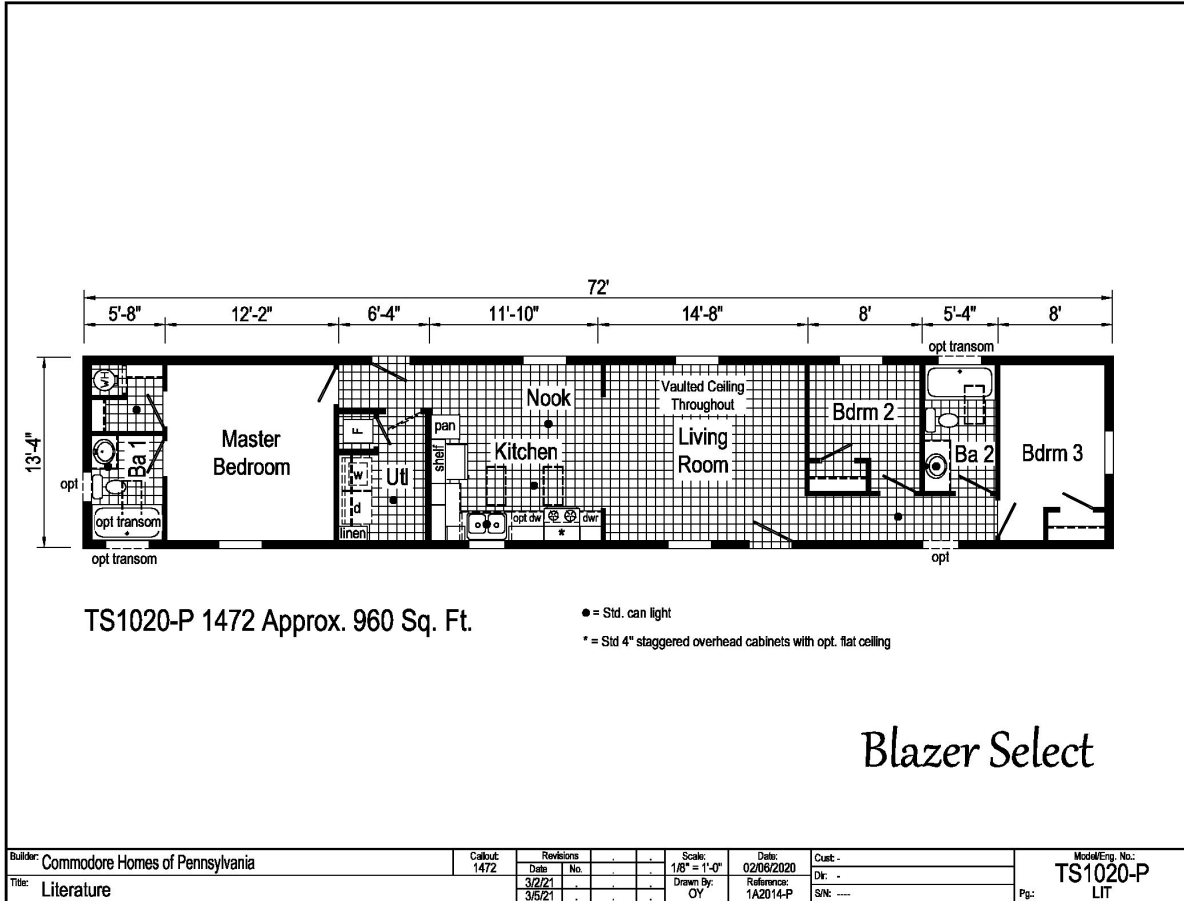 72'
5'-8" 12'-2" 6'-4" 11'-10" 14'-8" 8' 5'-4" 8'
opt transom
13'-4"
WH
Nook
Vaulted Ceiling
Throughout
Living
Room
Bdrm 2
Master
Bedroom
F
pan
shelf
Kitchen
Ba 1
Utl
Ba 2
Bdrm 3
opt
w
d
linen
opt transom
opt dw
dwr
*
opt transom
opt
TS1020-P 1472 Approx. 960 Sq. Ft.
● = Std. can light
* = Std 4" staggered overhead cabinets with opt. flat ceiling
Blazer Select
Builder: Commodore Homes of Pennsylvania
Title: Literature
Callout:
1472
Revisions . .
Date No. . .
3/2/21 . . .
3/5/21 . . .
Scale:
1/8" = 1'-0"
Drawn By:
OY
Date:
02/06/2020
Reference:
1A2014-P
Cust: -
Dlr: -
S/N: ----
Model/Eng. No.:
TS1020-P
Pg.: LIT